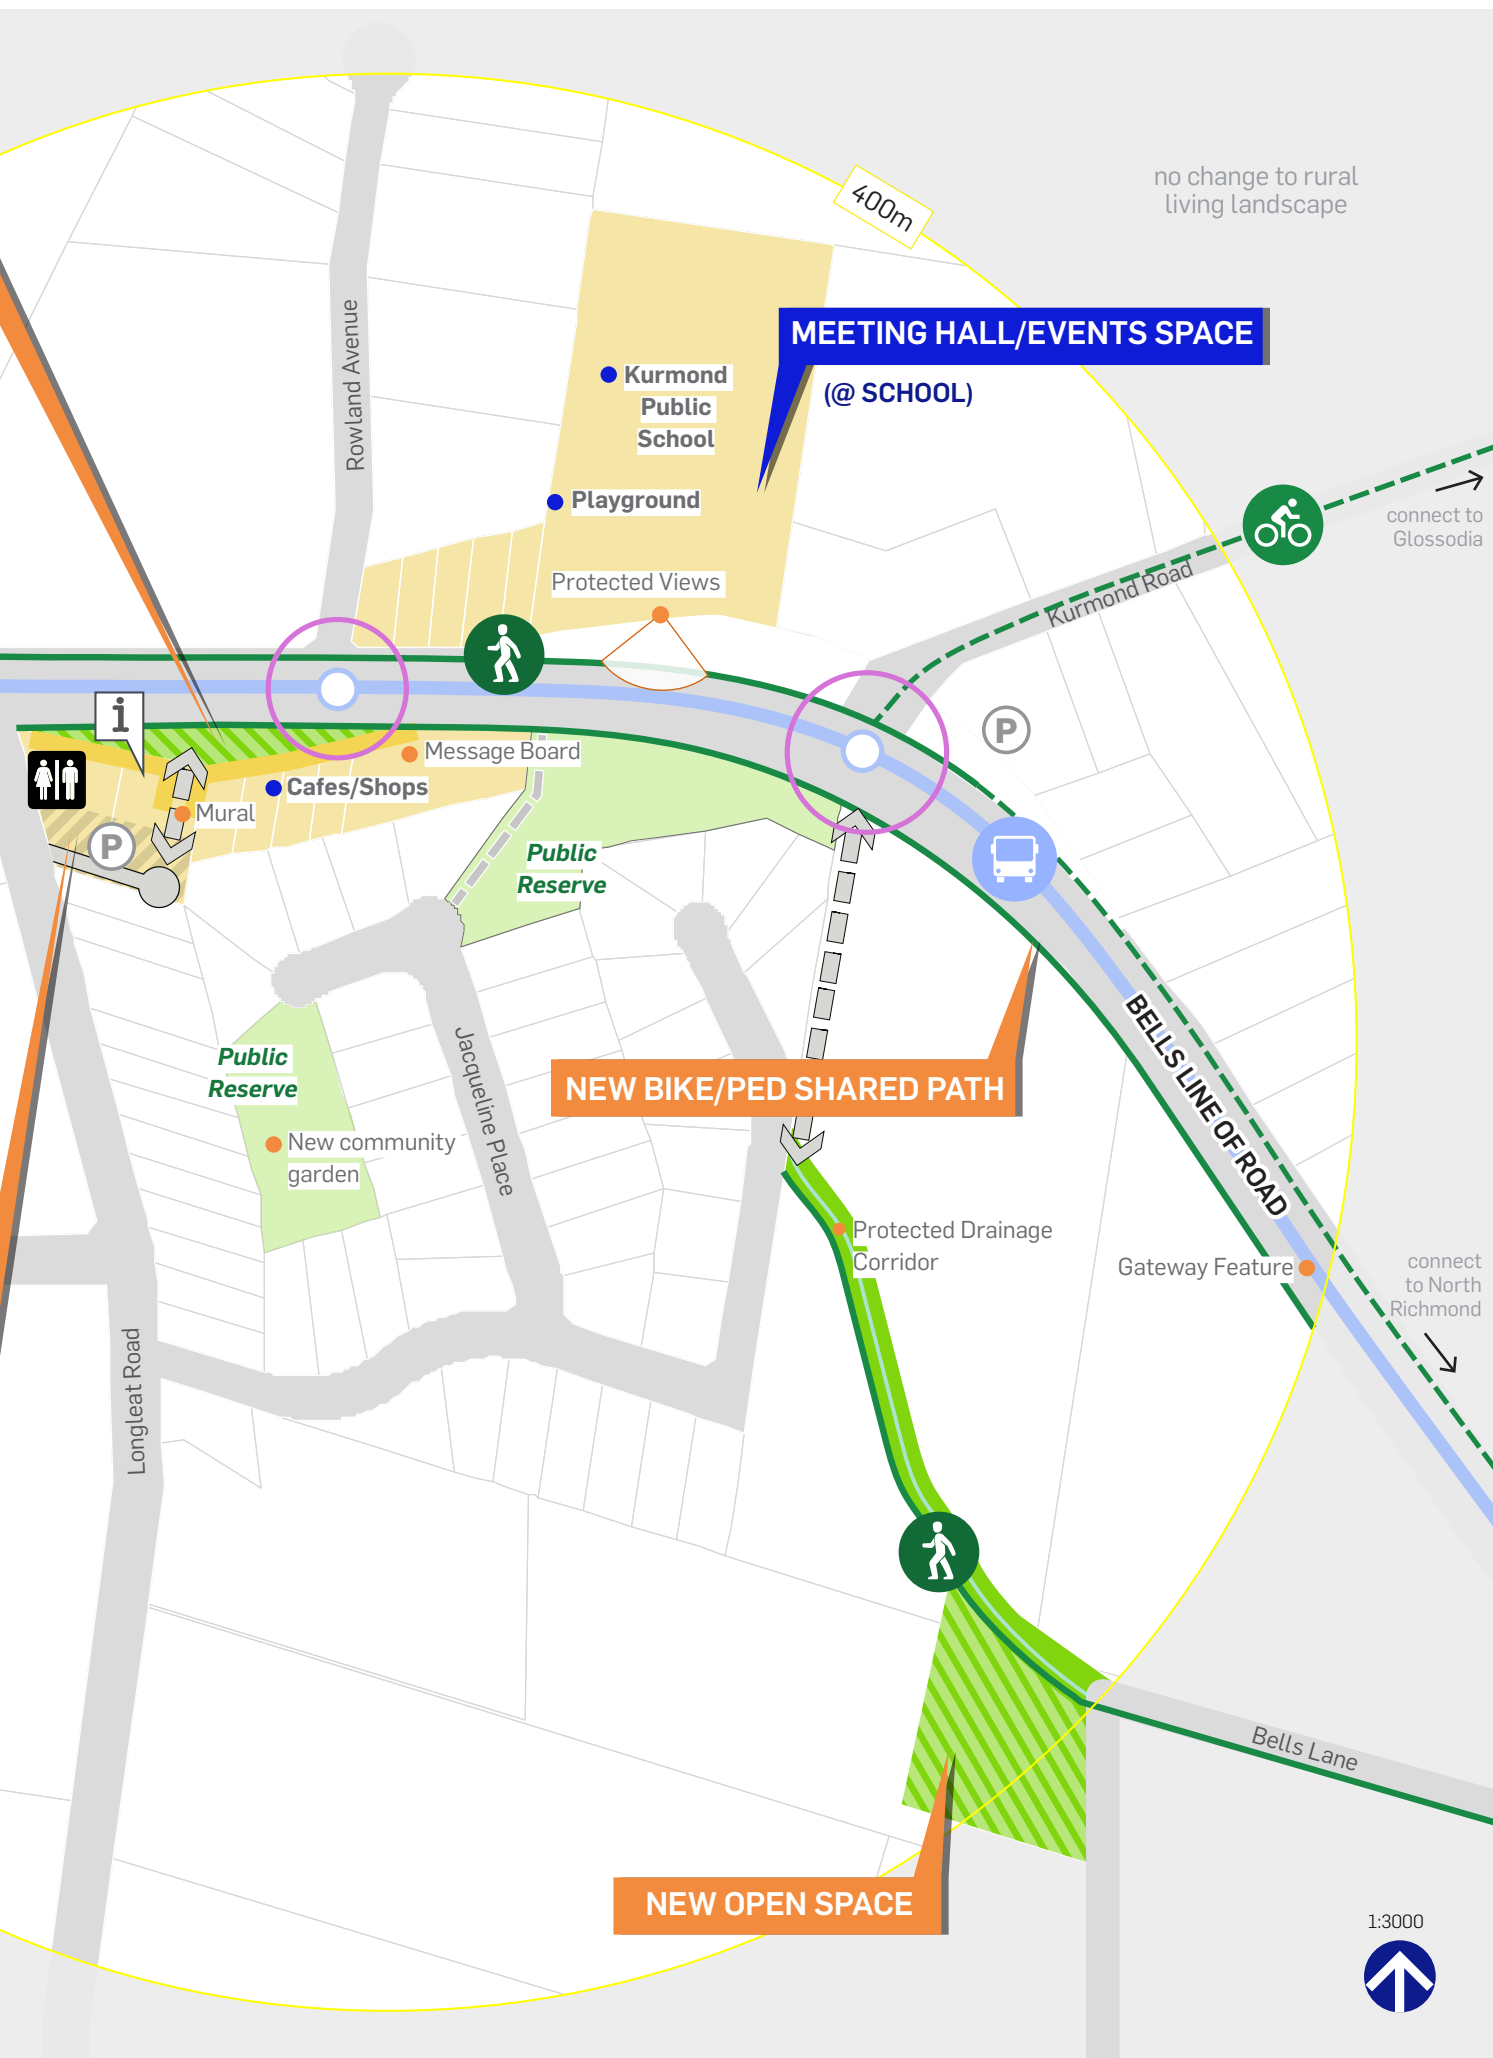 no change to rural
living landscape
400m
MEETING HALL/EVENTS SPACE
(@ SCHOOL)
Rowland Avenue
Kurmond
Public
School
Playground
connect to
Glossodia
Kurmond Road
Protected Views
i
P
Message Board
Cafes/Shops
Mural
P
Public
Reserve
BELLS LINE OF ROAD
Public
Reserve
Jacqueline Place
NEW BIKE/PED SHARED PATH
New community
garden
Protected Drainage
Corridor
Gateway Feature
connect
to North
Richmond
Longleat Road
Bells Lane
NEW OPEN SPACE
1:3000